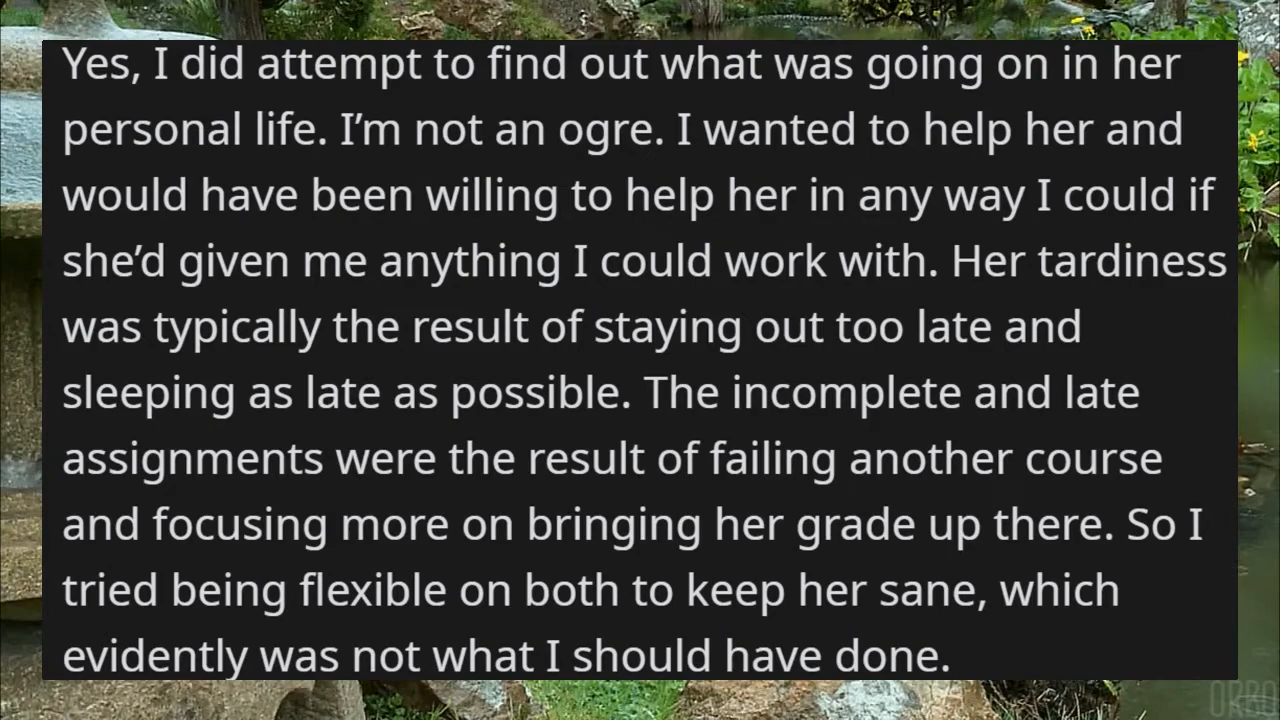 Yes, I did attempt to find out what was going on in her
personal life. I’m not an ogre. I wanted to help her and
would have been willing to help her in any way I could if
she’d given me anything I could work with. Her tardiness
was typically the result of staying out too late and
sleeping as late as possible. The incomplete and late
assignments were the result of failing another course
and focusing more on bringing her grade up there. So I
tried being flexible on both to keep her sane, which
evidently was not what I should have done.